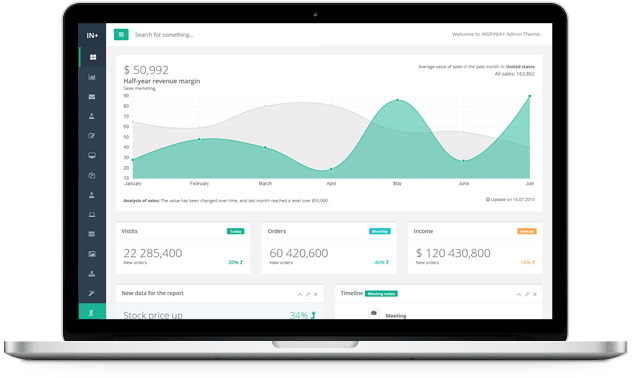 IN+
Search for something...
Welcome to INSPINIA+ Admin Theme.
$ 50,992
Half-year revenue margin
Sales marketing.
Average value of sales in the past month in: United states
All sales: 162,862
90
80
70
60
50
40
30
20
10
January February March April May June July
Analysis of sales: The value has been changed over time, and last month reached a level over $50,000.
Update on 16.07.2015
Vistits Today
22 285,400
New orders 20%
Orders Monthly
60 420,600
New orders 40%
Income Annual
$ 120 430,800
New orders 16%
New data for the report
Stock price up 34%
Timeline Meeting today
Meeting